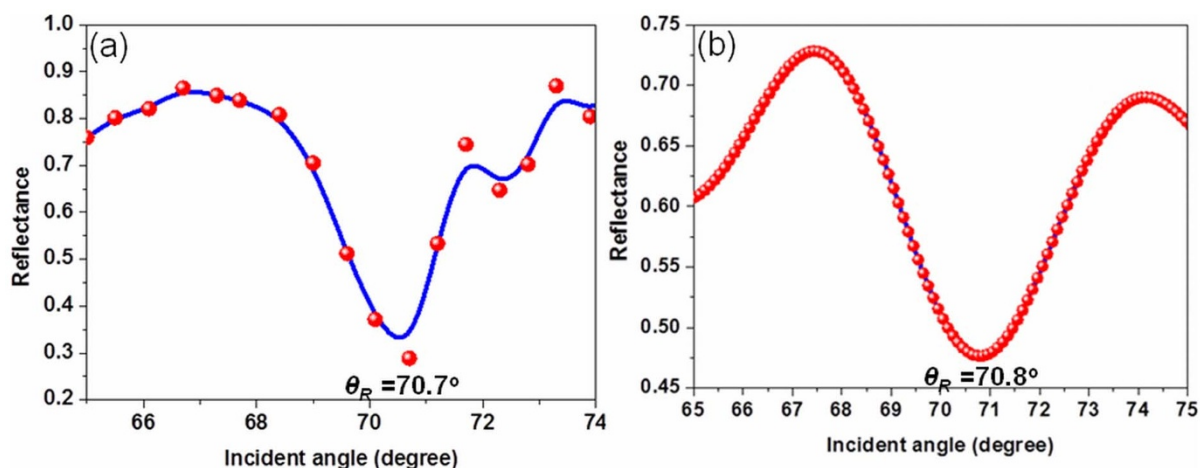 (a)
Reflectance
1.0
0.9
0.8
0.7
0.6
0.5
0.4
0.3
0.2
θR =70.7o
66 68 70 72 74
Incident angle (degree)
(b)
Reflectance
0.75
0.70
0.65
0.60
0.55
0.50
0.45
θR =70.8o
65 66 67 68 69 70 71 72 73 74 75
Incident angle (degree)